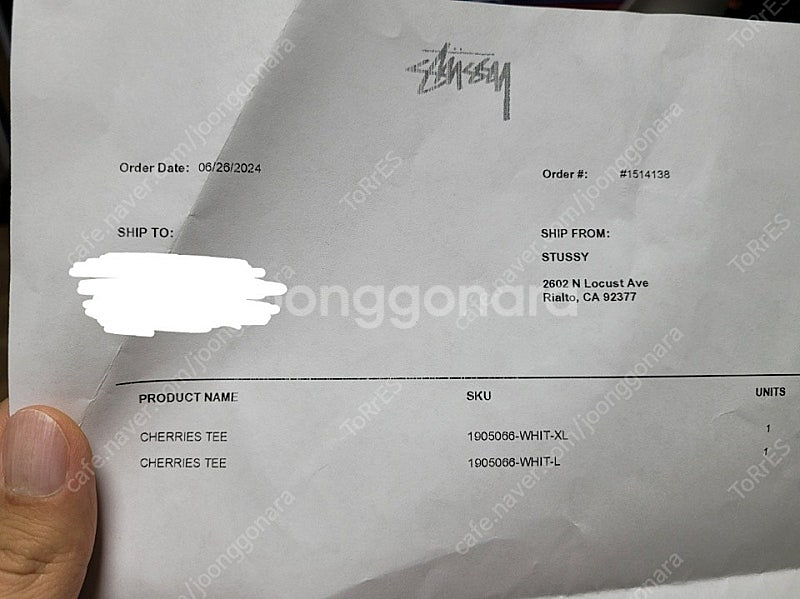 Stüssy
Order Date: 06/26/2024
Order #: #1514138
SHIP TO:
SHIP FROM:
STUSSY
2602 N Locust Ave
Rialto, CA 92377
joonggonara
PRODUCT NAME SKU UNITS
CHERRIES TEE 1905066-WHIT-XL 1
CHERRIES TEE 1905066-WHIT-L 1
cafe.naver.com/joonggonara
ToRrES